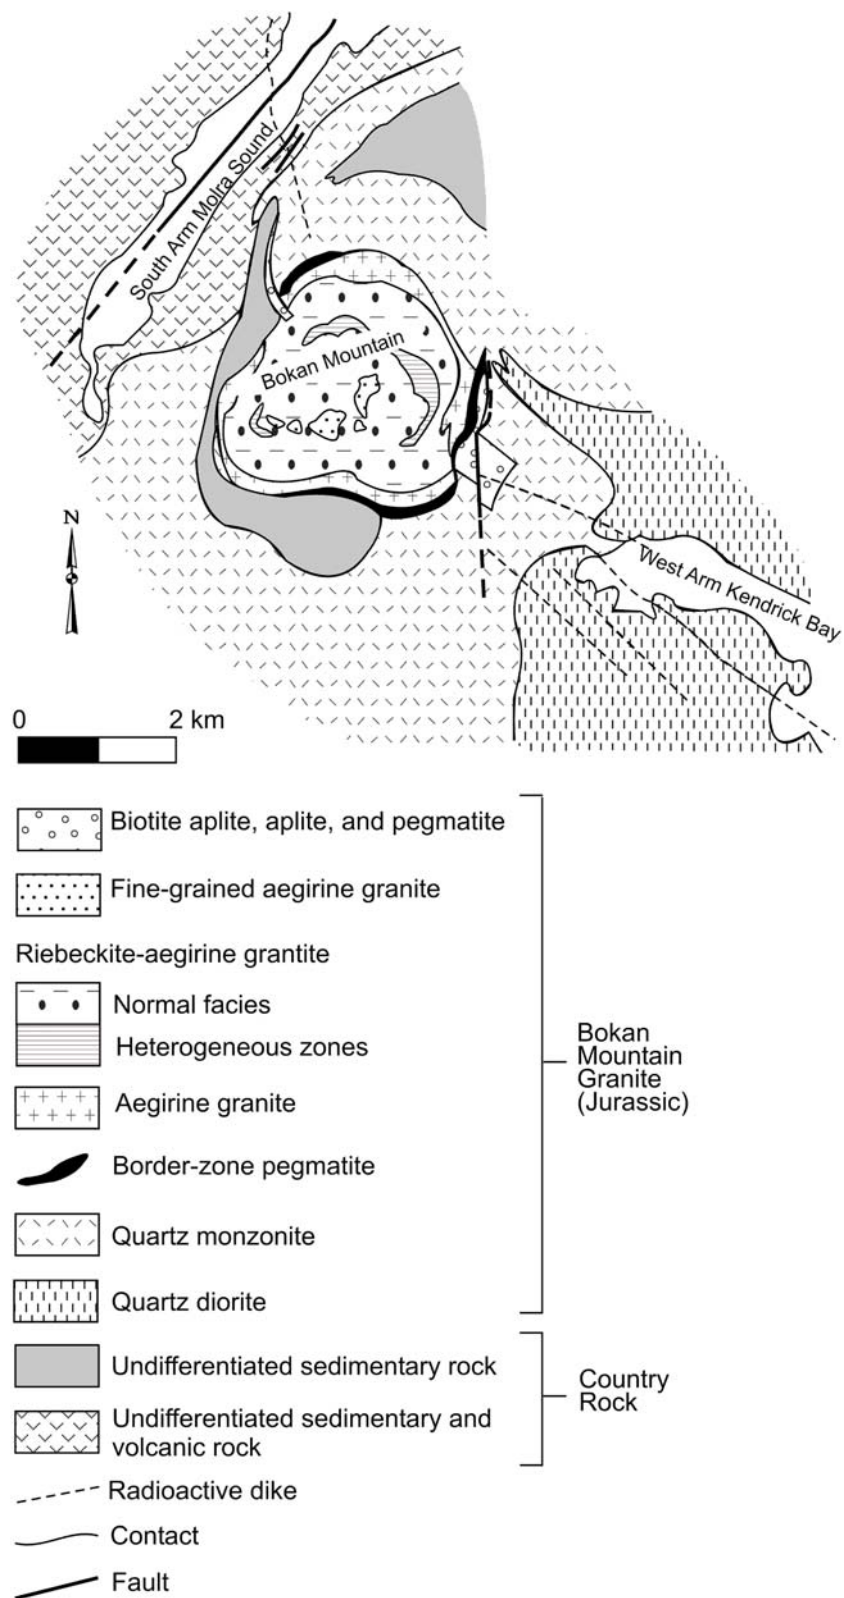 South Arm Molra Sound
Bokan Mountain
West Arm Kendrick Bay
N
0 2 km
Biotite aplite, aplite, and pegmatite
Fine-grained aegirine granite
Riebeckite-aegirine grantite
Normal facies
Heterogeneous zones
Aegirine granite
Border-zone pegmatite
Quartz monzonite
Quartz diorite
Bokan
Mountain
Granite
(Jurassic)
Undifferentiated sedimentary rock
Undifferentiated sedimentary and
volcanic rock
Country
Rock
Radioactive dike
Contact
Fault